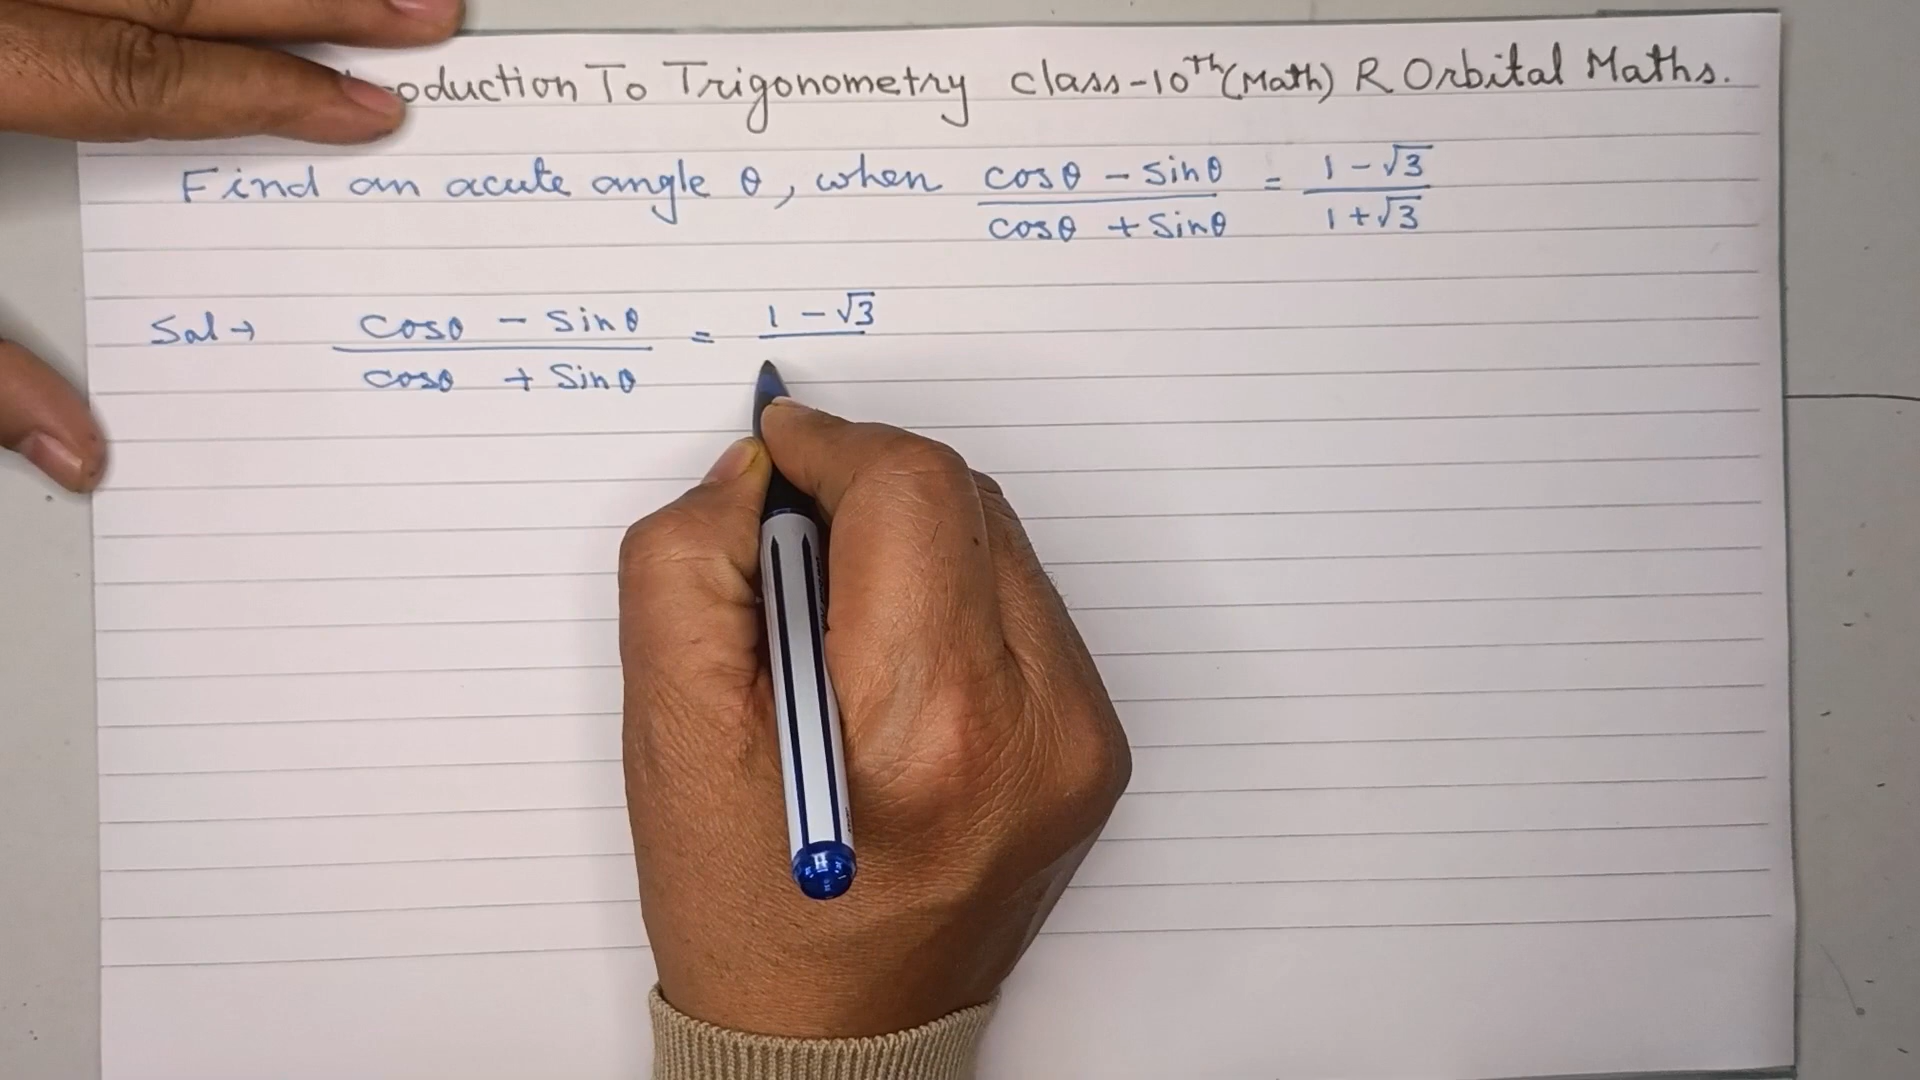 oduction To Trigonometry class-10th (Math) R Orbital Maths.
Find an acute angle θ, when (cosθ - sinθ)/(cosθ + sinθ) = (1 - √3)/(1 + √3)
Sol → (cosθ - sinθ)/(cosθ + sinθ) = 1 - √3